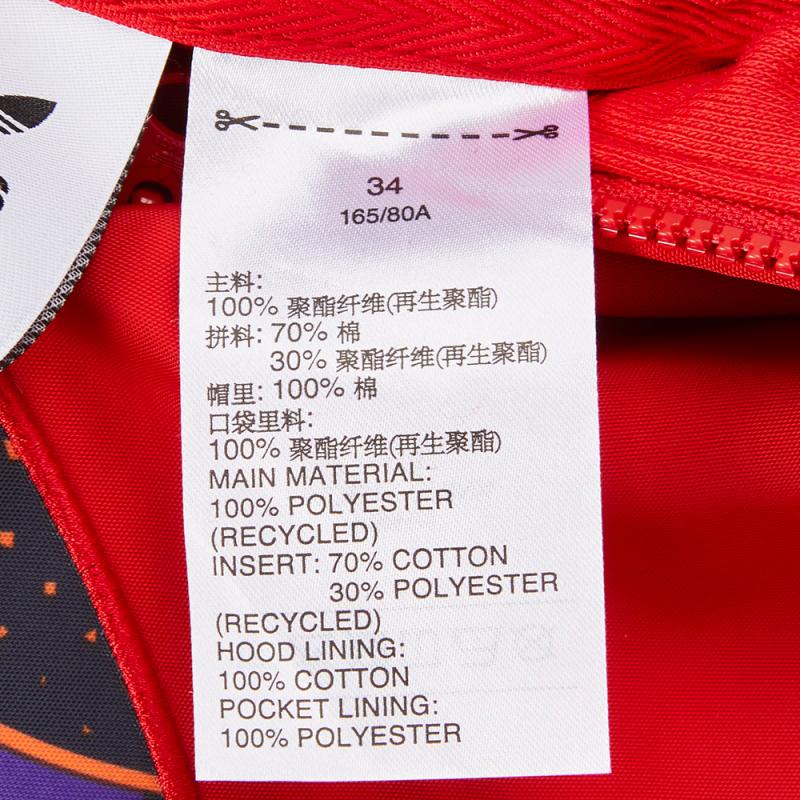 34
165/80A
主料:
100% 聚酯纤维(再生聚酯)
拼料: 70% 棉
30% 聚酯纤维(再生聚酯)
帽里: 100% 棉
口袋里料:
100% 聚酯纤维(再生聚酯)
MAIN MATERIAL:
100% POLYESTER
(RECYCLED)
INSERT: 70% COTTON
30% POLYESTER
(RECYCLED)
HOOD LINING:
100% COTTON
POCKET LINING:
100% POLYESTER